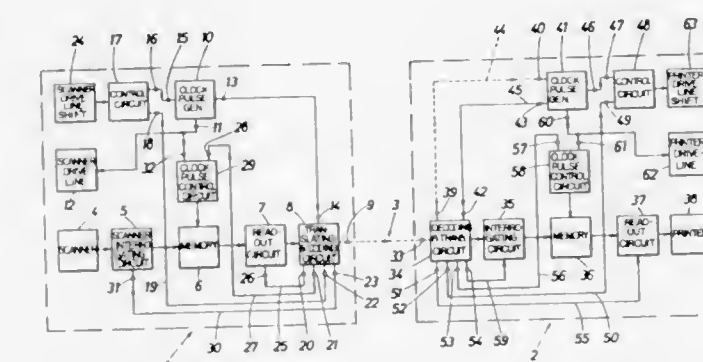 24 17 16 15 10
SCANNER DRIVE LINE SHIFT
CONTROL CIRCUIT
CLOCK PULSE GEN.
13
18 11 28
32 29
SCANNER DRIVE LINE
CLOCK PULSE CONTROL CIRCUIT
12 4 5 7 8 14 9 3
SCANNER
SCANNER
MEMORY
READ OUT CIRCUIT
CIRCUIT
31 19 6 26 23
22
30 27 25 20 21
44 40 41 46 47 48 63
CLOCK PULSE GEN.
CONTROL CIRCUIT
PRINTER DRIVE LINE SHIFT
45 43 60 49
57 61
58
CLOCK PULSE CONTROL CIRCUIT
PRINTER DRIVE LINE
62
39 42 35 37 38
33
DECODING & TRANS. CIRCUIT
CIRCUIT
MEMORY
READ-OUT CIRCUIT
PRINTER
34
51 56 36
52
53 54 59 55 50
2